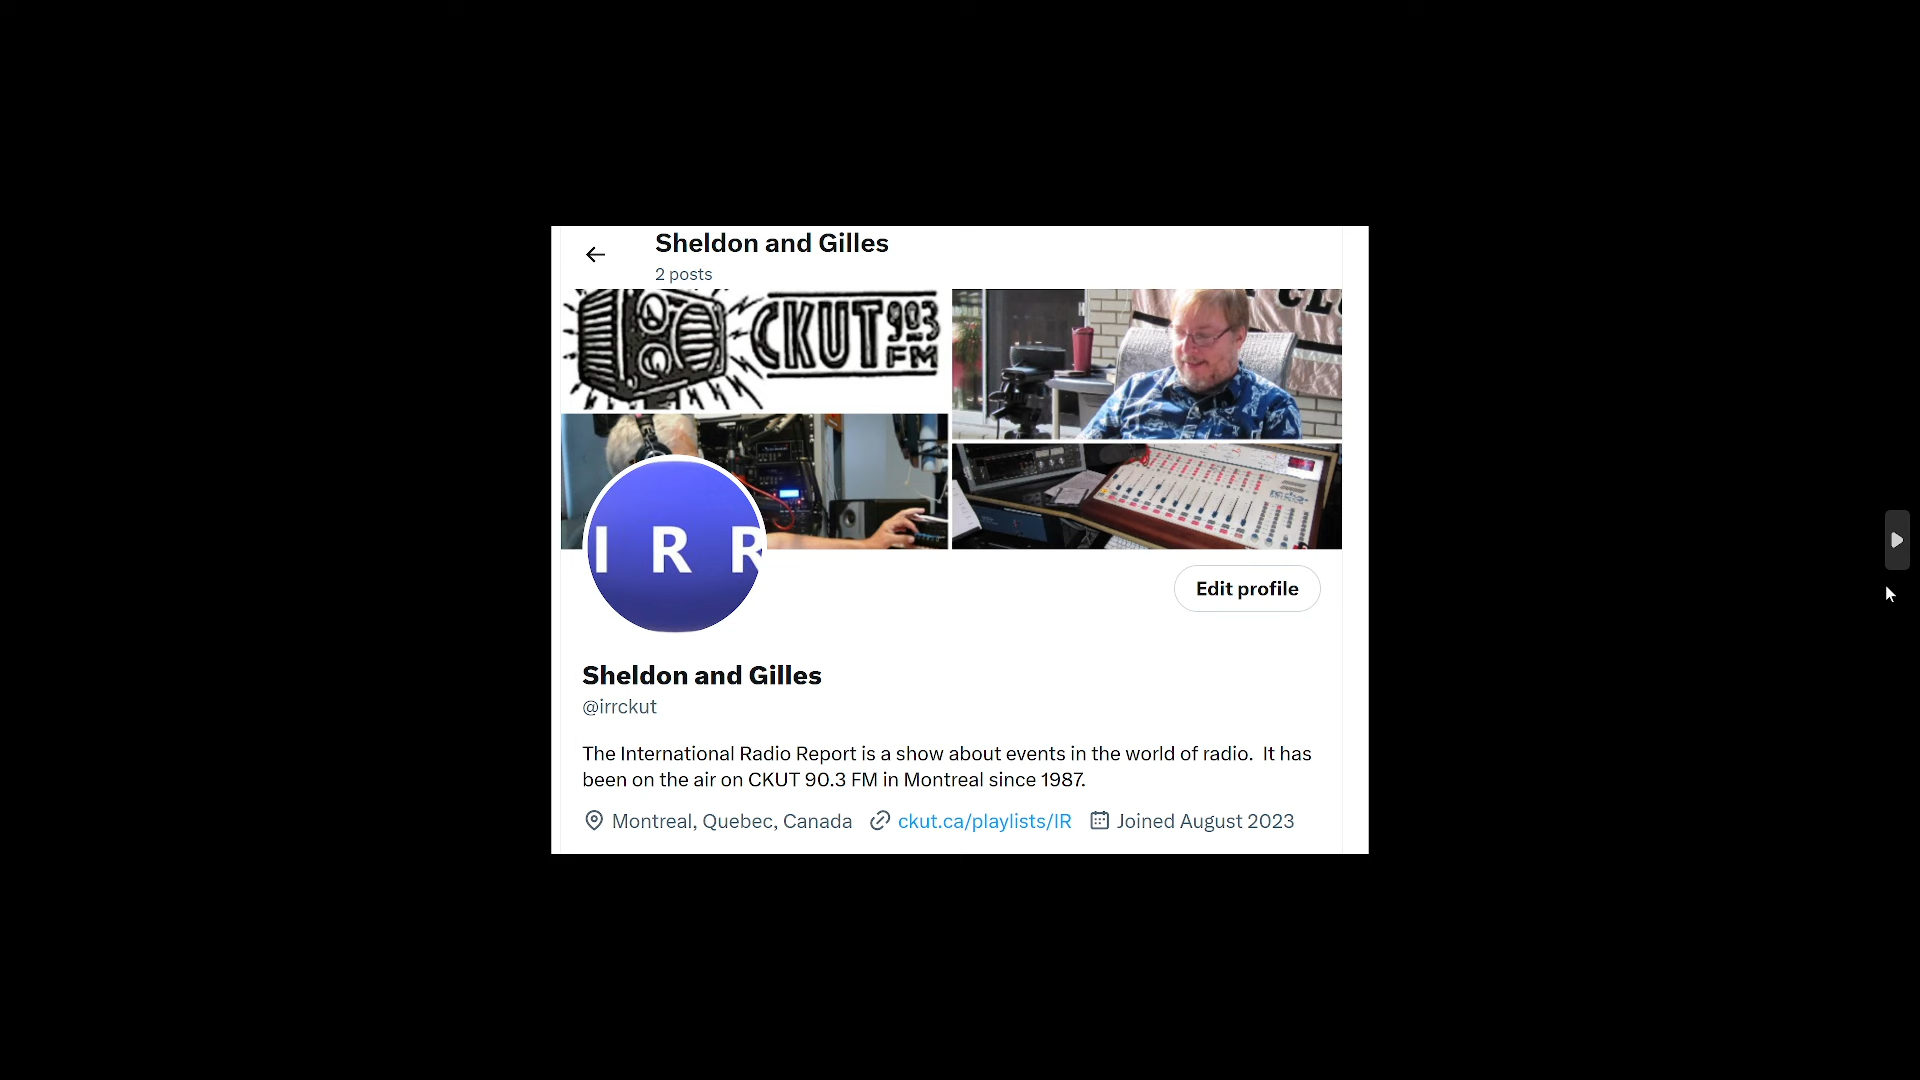 Sheldon and Gilles
2 posts
CKUT 90.3
FM
CLU
I R R
Edit profile
Sheldon and Gilles
@irrckut
The International Radio Report is a show about events in the world of radio.  It has
been on the air on CKUT 90.3 FM in Montreal since 1987.
Montreal, Quebec, Canada ckut.ca/playlists/IR Joined August 2023